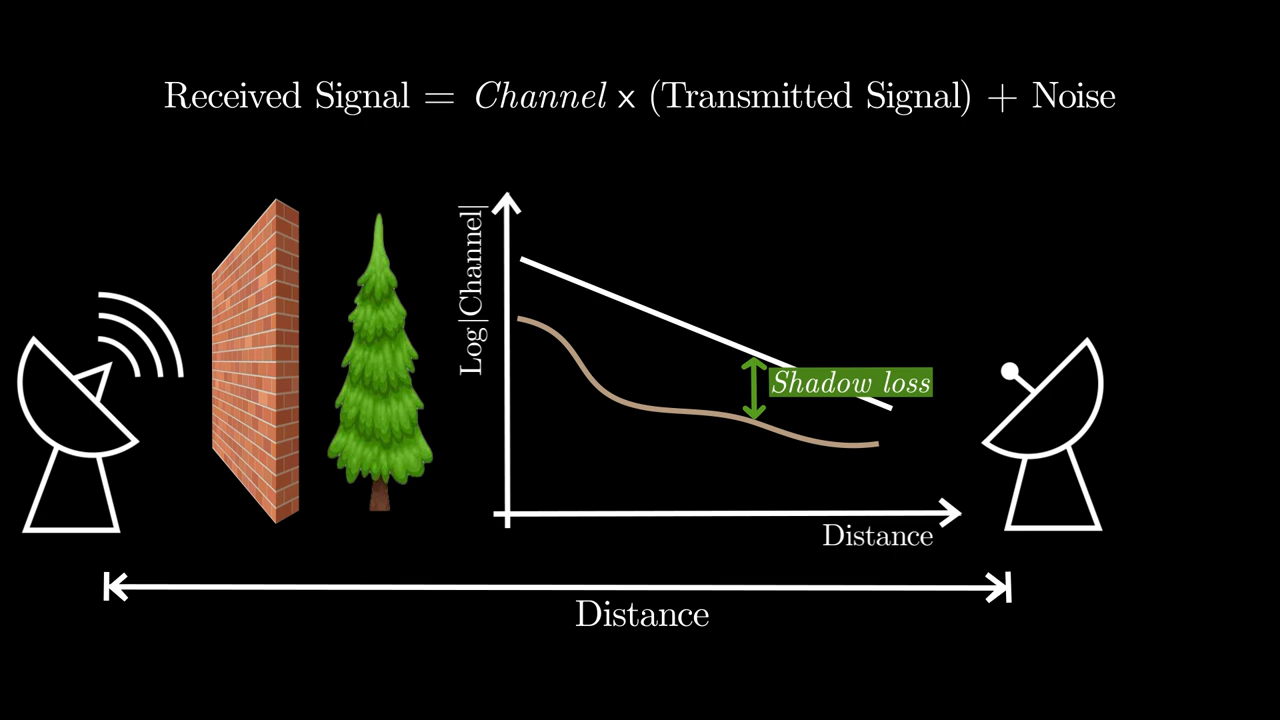 Received Signal = Channel x (Transmitted Signal) + Noise
Log|Channel|
Shadow loss
Distance
Distance